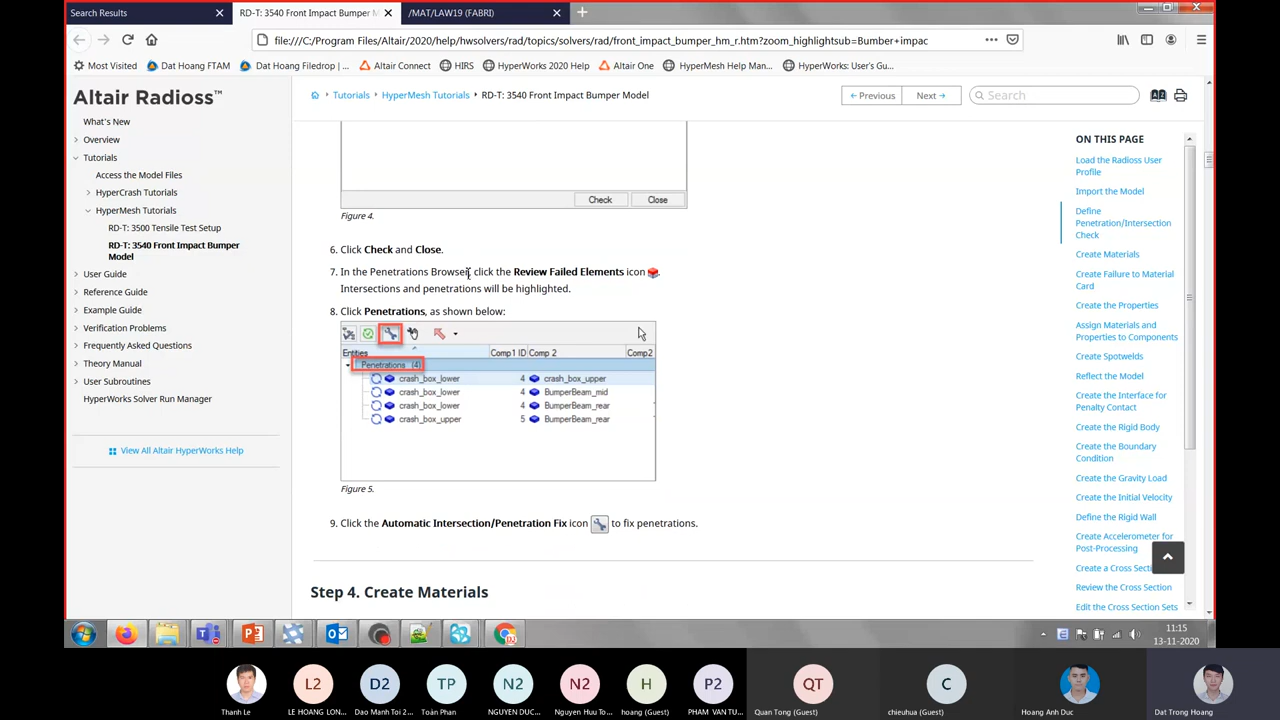 Search Results
RD-T: 3540 Front Impact Bumper M
/MAT/LAW19 (FABRI)
file:///C:/Program Files/Altair/2020/help/hwsolvers/rad/topics/solvers/rad/front_impact_bumper_hm_r.htm?zoom_highlightsub=Bumber+impac
Most Visited
Dat Hoang FTAM
Dat Hoang Filedrop | ...
Altair Connect
HIRS
HyperWorks 2020 Help
Altair One
HyperMesh Help Man...
HyperWorks: User's Gu...
Altair Radioss™
Tutorials
HyperMesh Tutorials
RD-T: 3540 Front Impact Bumper Model
Previous
Next
Search
What's New
Overview
Tutorials
Access the Model Files
HyperCrash Tutorials
HyperMesh Tutorials
RD-T: 3500 Tensile Test Setup
RD-T: 3540 Front Impact Bumper
Model
User Guide
Reference Guide
Example Guide
Verification Problems
Frequently Asked Questions
Theory Manual
User Subroutines
HyperWorks Solver Run Manager
View All Altair HyperWorks Help
Check
Close
Figure 4.
6. Click Check and Close.
7. In the Penetrations Browser, click the Review Failed Elements icon .
Intersections and penetrations will be highlighted.
8. Click Penetrations, as shown below:
Entities Comp1 ID Comp 2 Comp2
Penetrations (4)
crash_box_lower 4 crash_box_upper
crash_box_lower 4 BumperBeam_mid
crash_box_lower 4 BumperBeam_rear
crash_box_upper 5 BumperBeam_rear
Figure 5.
9. Click the Automatic Intersection/Penetration Fix icon to fix penetrations.
Step 4. Create Materials
ON THIS PAGE
Load the Radioss User
Profile
Import the Model
Define
Penetration/Intersection
Check
Create Materials
Create Failure to Material
Card
Create the Properties
Assign Materials and
Properties to Components
Create Spotwelds
Reflect the Model
Create the Interface for
Penalty Contact
Create the Rigid Body
Create the Boundary
Condition
Create the Gravity Load
Create the Initial Velocity
Define the Rigid Wall
Create Accelerometer for
Post-Processing
Create a Cross Secti
Review the Cross Section
Edit the Cross Section Sets
11:15
13-11-2020
L2
D2
TP
N2
N2
H
P2
QT
C
Thanh Le
LE HOANG LON...
Dao Manh Toi 2...
Toản Phan
NGUYEN DUC...
Nguyen Huu To...
hoang (Guest)
PHAM VAN TU...
Quan Tong (Guest)
chieuhua (Guest)
Hoang Anh Duc
Dat Trong Hoang